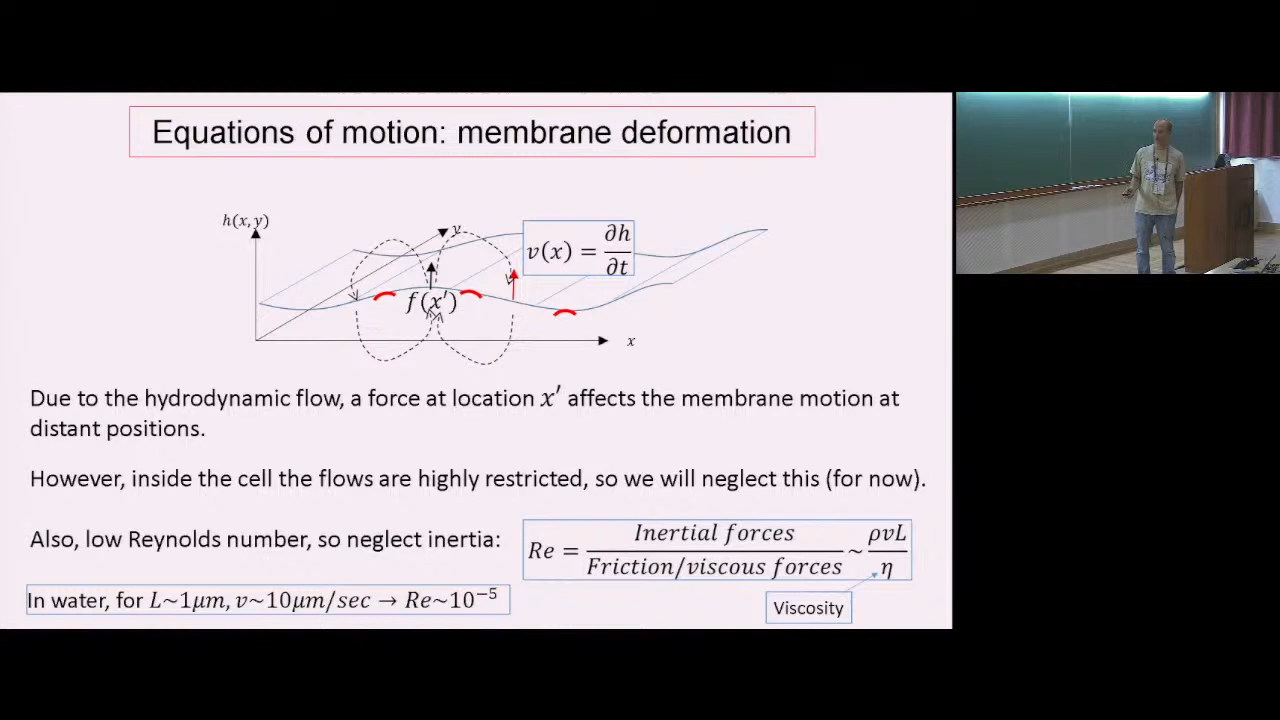 Equations of motion: membrane deformation
h(x,y)
y
v(x) = ∂h/∂t
f(x′)
x
Due to the hydrodynamic flow, a force at location x′ affects the membrane motion at
distant positions.
However, inside the cell the flows are highly restricted, so we will neglect this (for now).
Also, low Reynolds number, so neglect inertia:
Re = Inertial forces / Friction/viscous forces ~ ρvL/η
In water, for L~1μm, v~10μm/sec → Re~10⁻⁵
Viscosity